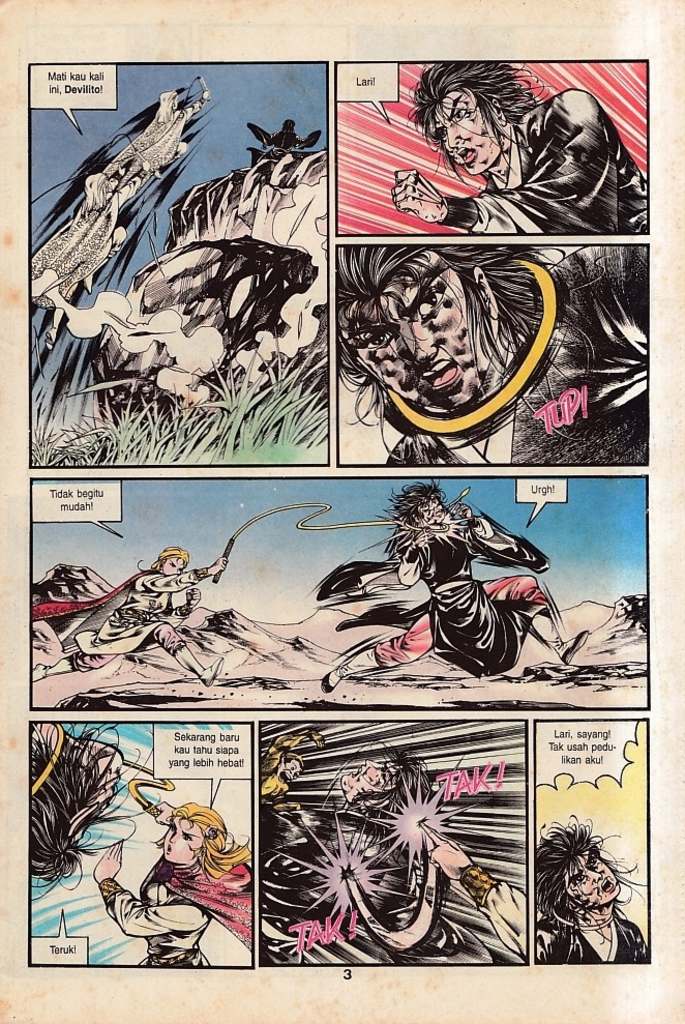 Mati kau kali
ini, Devilito!
Lari!
TUP!
Tidak begitu
mudah!
Urgh!
Sekarang baru
kau tahu siapa
yang lebih hebat!
Teruk!
TAK!
TAK!
Lari, sayang!
Tak usah pedu-
likan aku!
3